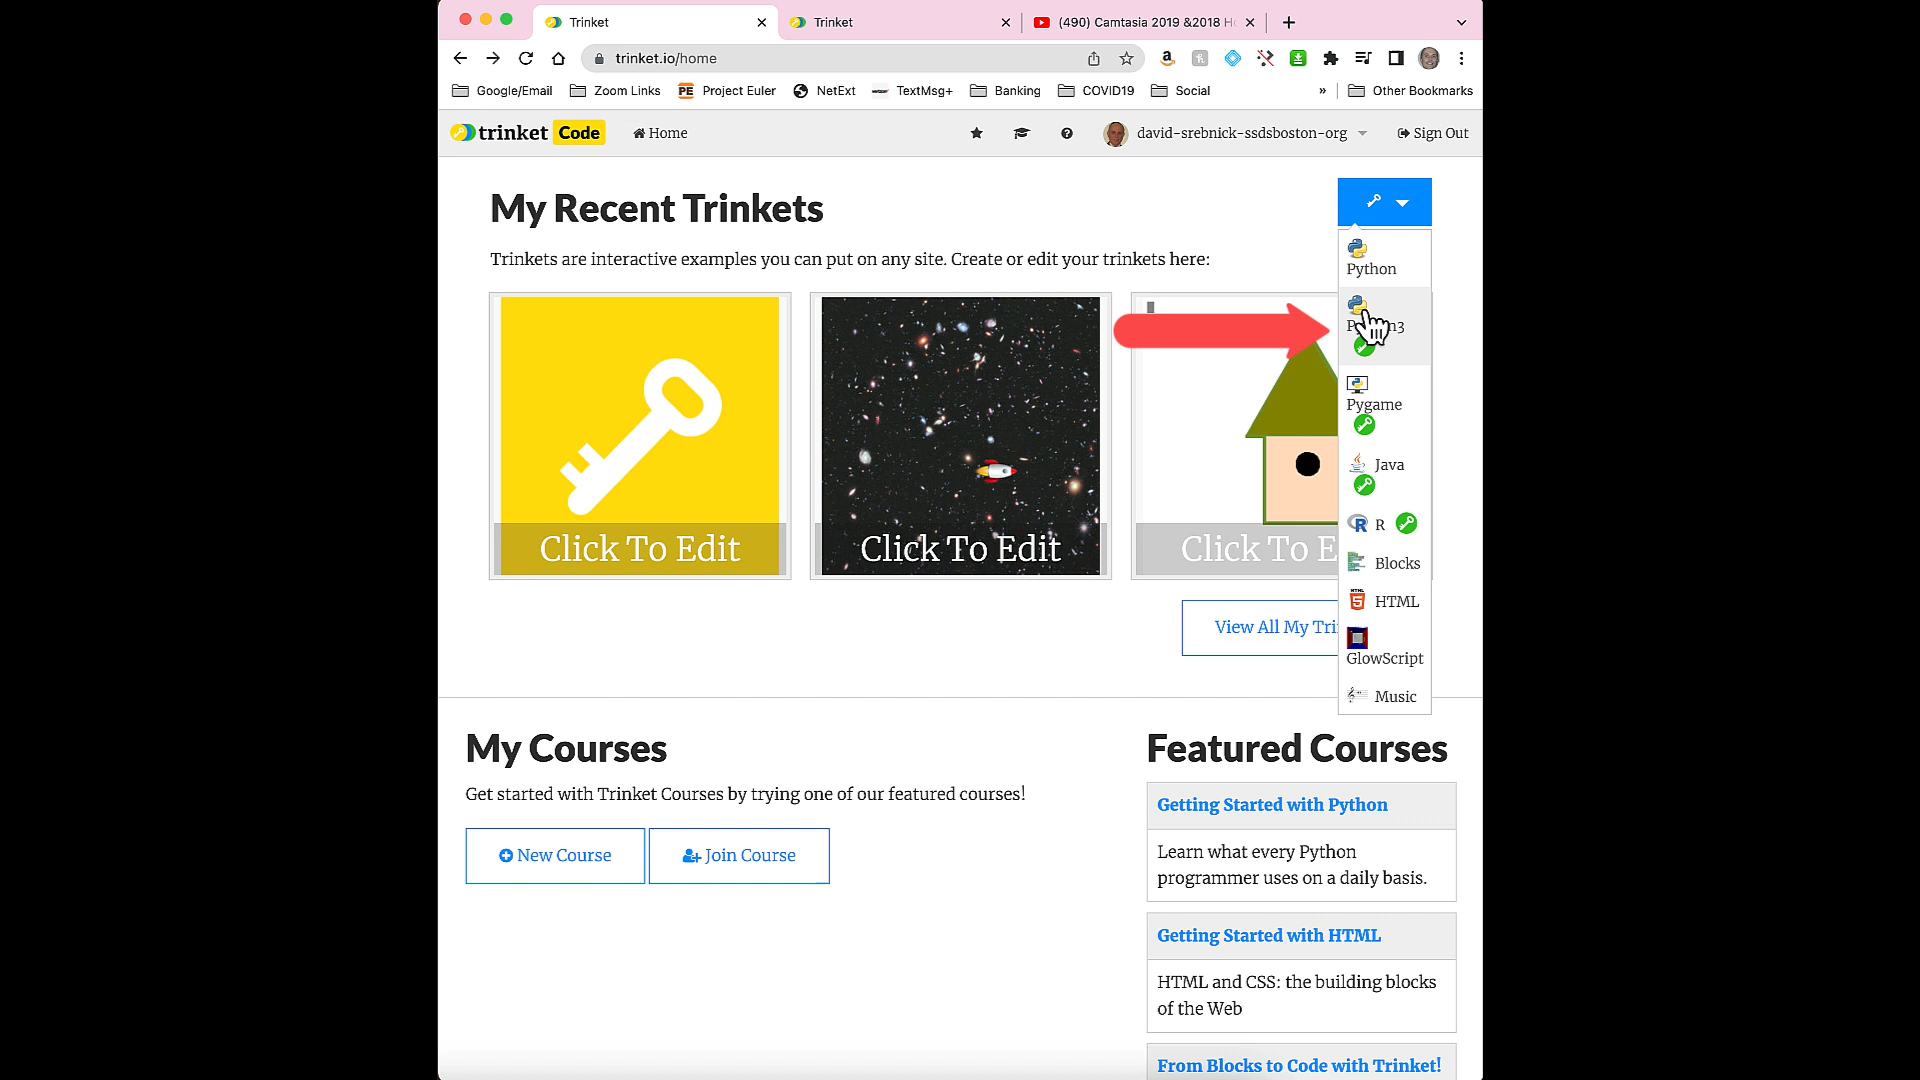 Trinket
Trinket
(490) Camtasia 2019 &2018 H
trinket.io/home
Google/Email
Zoom Links
PE Project Euler
NetExt
TextMsg+
Banking
COVID19
Social
»
Other Bookmarks
trinket Code
Home
david-srebnick-ssdsboston-org
Sign Out
My Recent Trinkets
Trinkets are interactive examples you can put on any site. Create or edit your trinkets here:
Click To Edit
Click To Edit
Click To E
View All My Tri
Python
Pygame
Java
R
Blocks
HTML
GlowScript
Music
My Courses
Get started with Trinket Courses by trying one of our featured courses!
New Course
Join Course
Featured Courses
Getting Started with Python
Learn what every Python
programmer uses on a daily basis.
Getting Started with HTML
HTML and CSS: the building blocks
of the Web
From Blocks to Code with Trinket!